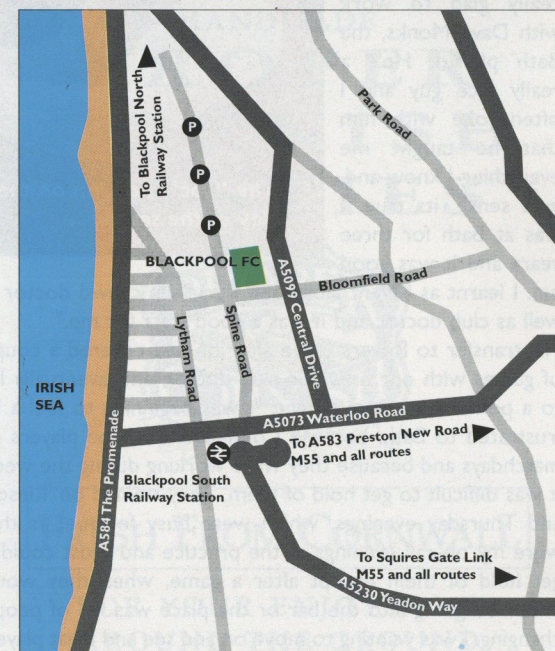 To Blackpool North
Railway Station
Park Road
P
P
P
BLACKPOOL FC
A5099 Central Drive
Bloomfield Road
Lytham Road
Spine Road
IRISH
SEA
A584 The Promenade
A5073 Waterloo Road
To A583 Preston New Road
M55 and all routes
Blackpool South
Railway Station
To Squires Gate Link
M55 and all routes
A5230 Yeadon Way